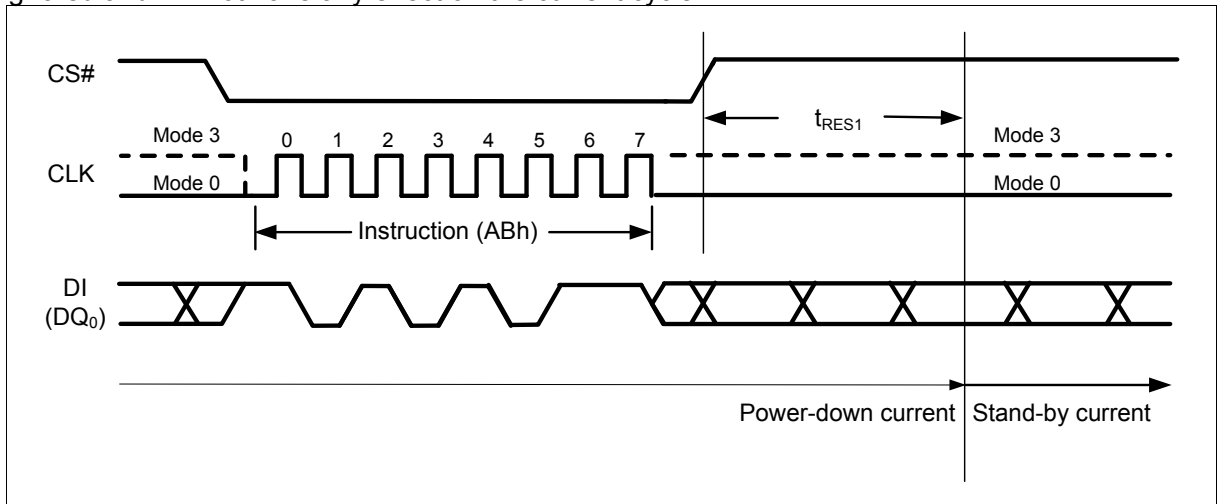 CS#
tRES1
Mode 3 0 1 2 3 4 5 6 7 Mode 3
CLK
Mode 0 Mode 0
Instruction (ABh)
DI
(DQ0)
Power-down current Stand-by current